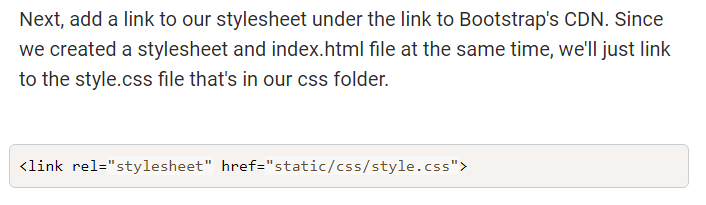 Next, add a link to our stylesheet under the link to Bootstrap's CDN. Since
we created a stylesheet and index.html file at the same time, we'll just link
to the style.css file that's in our css folder.
<link rel="stylesheet" href="static/css/style.css">